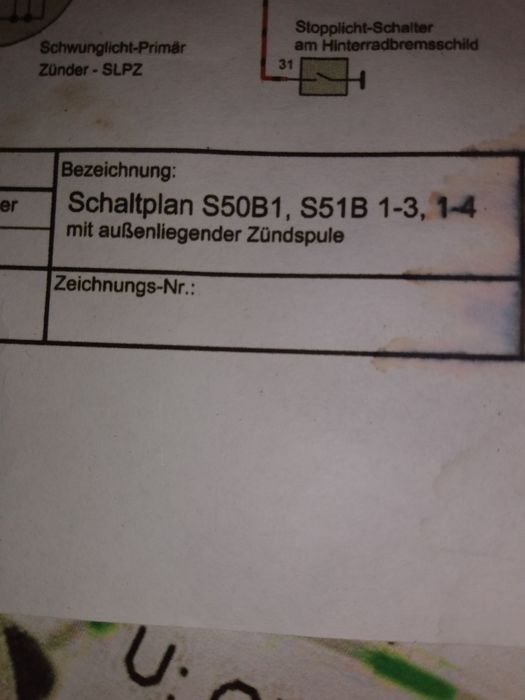 Schwunglicht-Primär
Zünder - SLPZ
Stopplicht-Schalter
am Hinterradbremsschild
31
Bezeichnung:
er
Schaltplan S50B1, S51B 1-3, 1-4
mit außenliegender Zündspule
Zeichnungs-Nr.:
U.